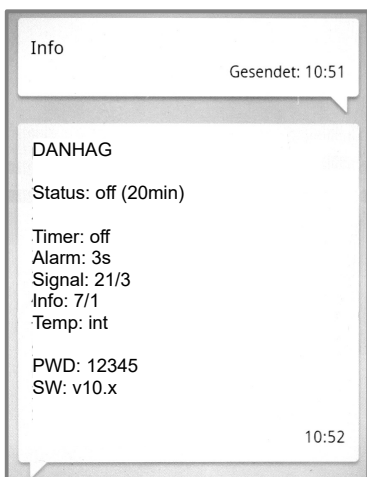 Info
Gesendet: 10:51
DANHAG
Status: off (20min)
Timer: off
Alarm: 3s
Signal: 21/3
Info: 7/1
Temp: int
PWD: 12345
SW: v10.x
10:52